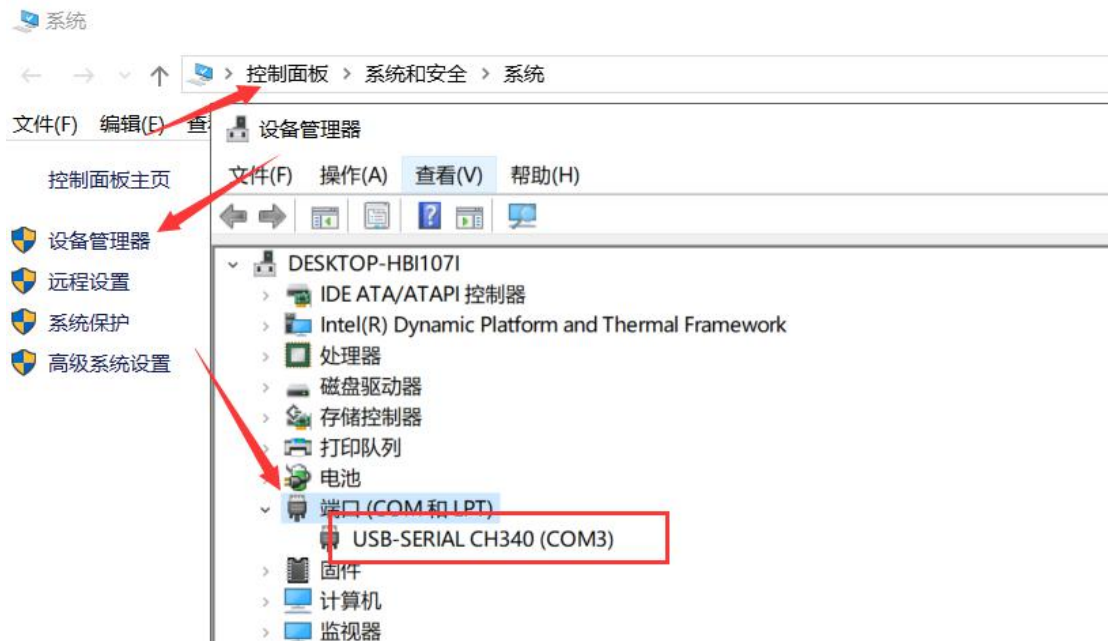 系统
控制面板 > 系统和安全 > 系统
文件(F) 编辑(E) 查
设备管理器
控制面板主页
文件(F) 操作(A) 查看(V) 帮助(H)
设备管理器
远程设置
系统保护
高级系统设置
DESKTOP-HBI107I
IDE ATA/ATAPI 控制器
Intel(R) Dynamic Platform and Thermal Framework
处理器
磁盘驱动器
存储控制器
打印队列
电池
端口 (COM 和 LPT)
USB-SERIAL CH340 (COM3)
固件
计算机
监视器